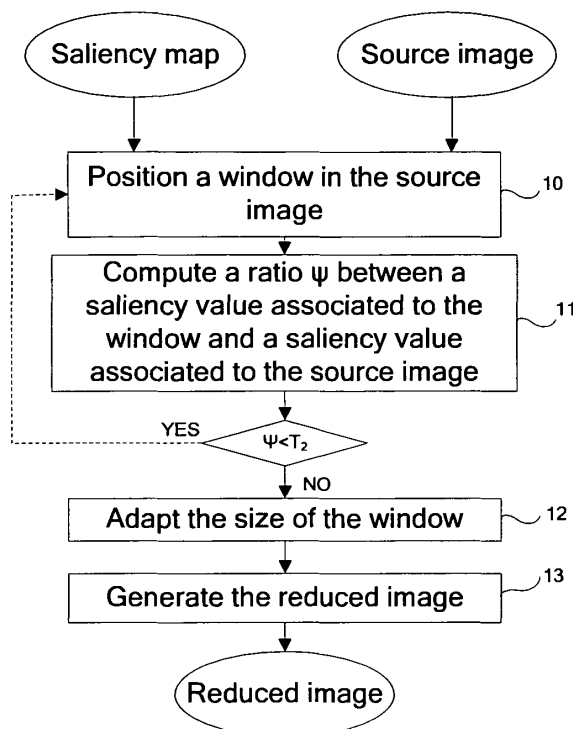 Saliency map
Source image
Position a window in the source
image
10
Compute a ratio ψ between a
saliency value associated to the
window and a saliency value
associated to the source image
11
YES
Ψ<T₂
NO
Adapt the size of the window
12
Generate the reduced image
13
Reduced image